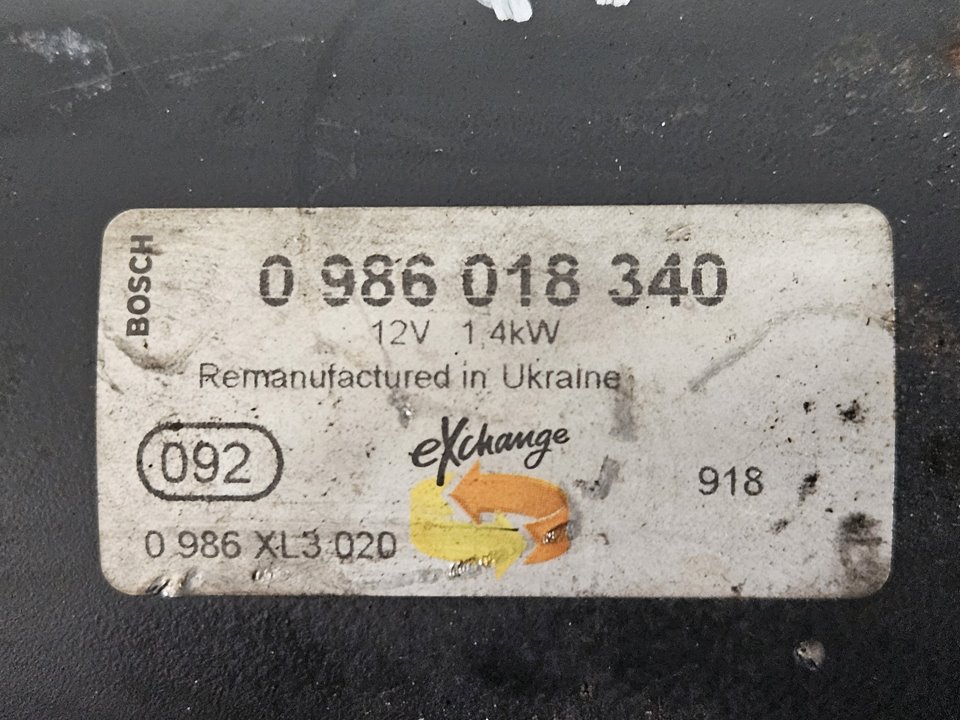 BOSCH
0 986 018 340
12V 1,4kW
Remanufactured in Ukraine
092
eXchange
918
0 986 XL3 020